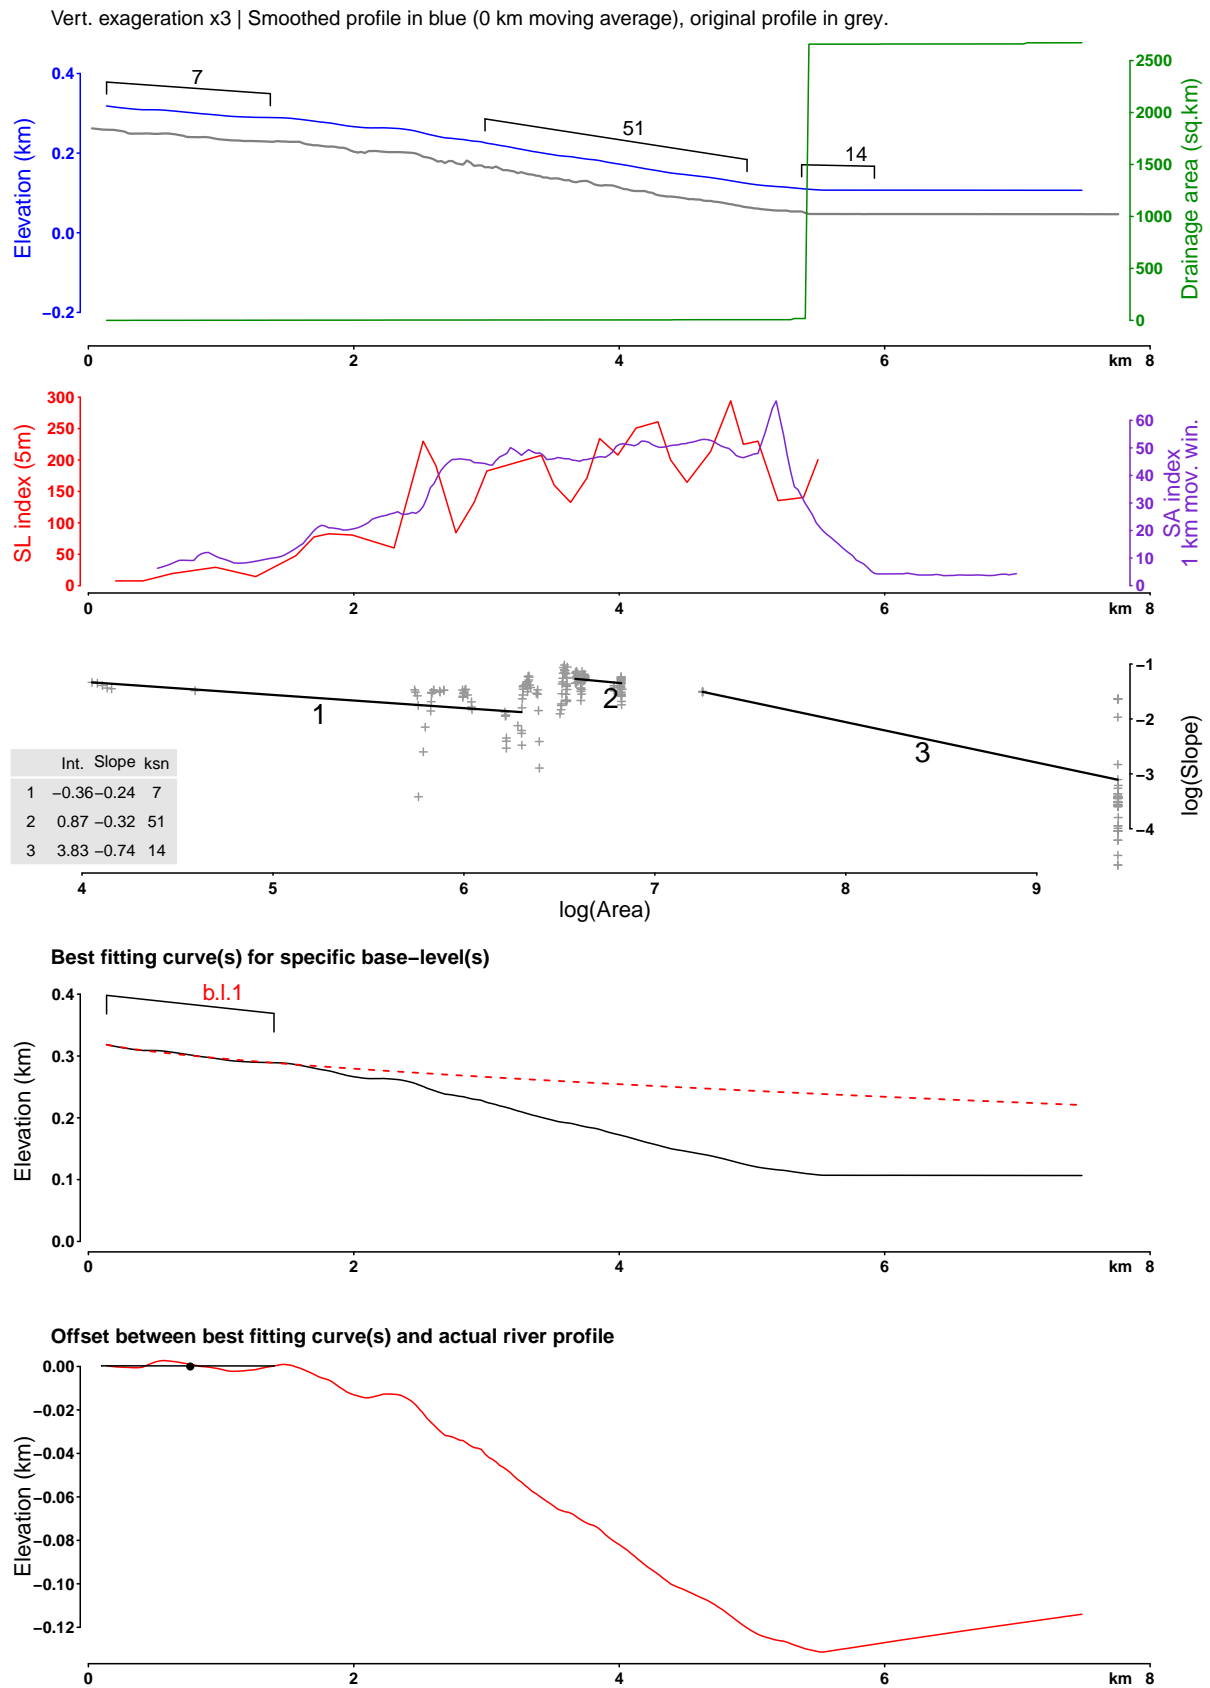 Vert. exageration x3 | Smoothed profile in blue (0 km moving average), original profile in grey.
Elevation (km)
0.4
0.2
0.0
−0.2
7
51
14
2500
2000
1500
1000
500
0
Drainage area (sq.km)
0 2 4 6 km 8
SL index (5m)
300
250
200
150
100
50
0
60
50
40
30
20
10
0
SA index
1 km mov. win.
0 2 4 6 km 8
1
2
3
−1
−2
−3
−4
log(Slope)
Int. Slope ksn
1 −0.36 −0.24 7
2 0.87 −0.32 51
3 3.83 −0.74 14
4 5 6 7 8 9
log(Area)
Best fitting curve(s) for specific base−level(s)
b.l.1
Elevation (km)
0.4
0.3
0.2
0.1
0.0
0 2 4 6 km 8
Offset between best fitting curve(s) and actual river profile
Elevation (km)
0.00
−0.02
−0.04
−0.06
−0.08
−0.10
−0.12
0 2 4 6 km 8